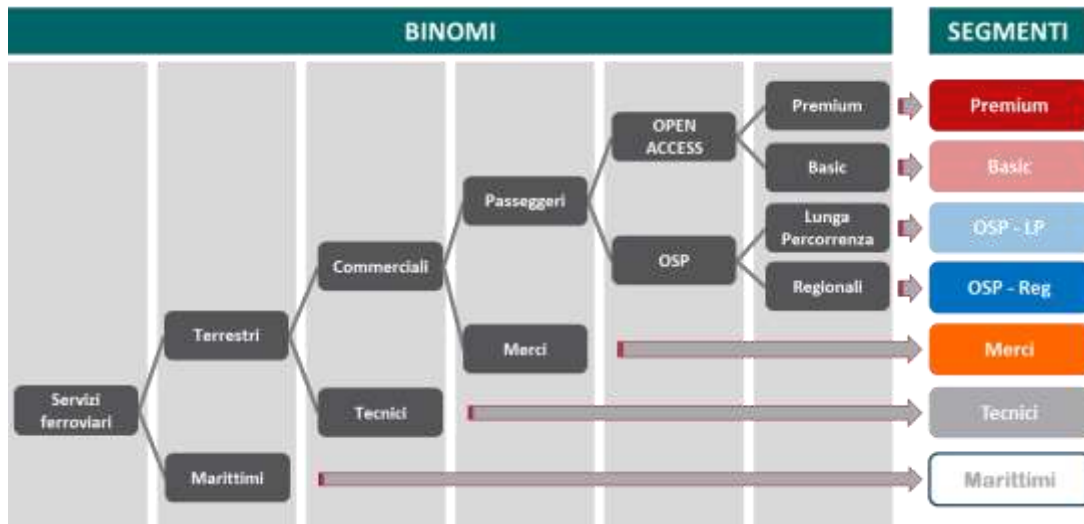 BINOMI
SEGMENTI
Premium
Premium
OPEN
ACCESS
Basic
Basic
Passeggeri
Lunga
Percorrenza
OSP - LP
OSP
Commerciali
Regionali
OSP - Reg
Terrestri
Merci
Merci
Servizi
ferroviari
Tecnici
Tecnici
Marittimi
Marittimi